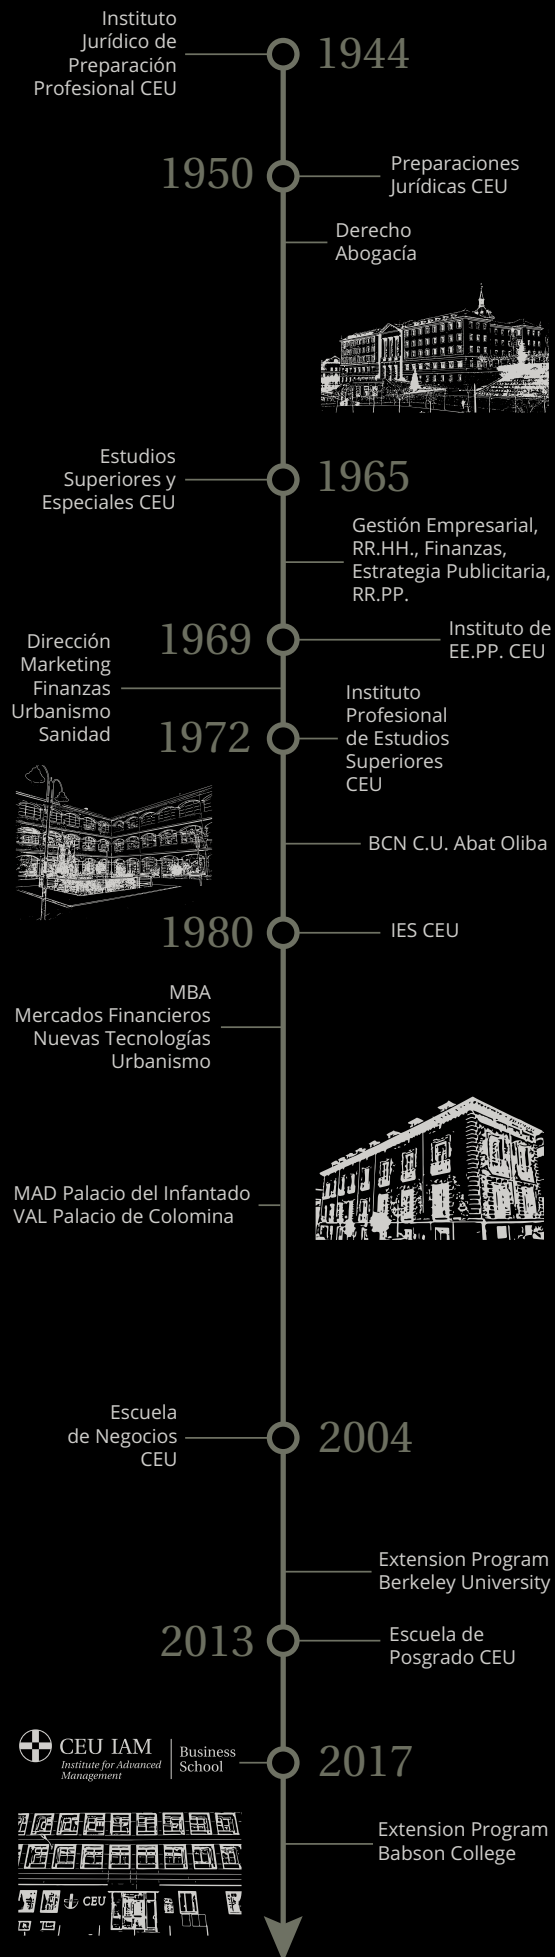 Instituto
Jurídico de
Preparación
Profesional CEU
1944
1950
Preparaciones
Jurídicas CEU
Derecho
Abogacía
Estudios
Superiores y
Especiales CEU
1965
Gestión Empresarial,
RR.HH., Finanzas,
Estrategia Publicitaria,
RR.PP.
1969
Instituto de
EE.PP. CEU
Dirección
Marketing
Finanzas
Urbanismo
Sanidad
1972
Instituto
Profesional
de Estudios
Superiores
CEU
BCN C.U. Abat Oliba
1980
IES CEU
MBA
Mercados Financieros
Nuevas Tecnologías
Urbanismo
MAD Palacio del Infantado
VAL Palacio de Colomina
Escuela
de Negocios
CEU
2004
Extension Program
Berkeley University
2013
Escuela de
Posgrado CEU
CEU IAM
Institute for Advanced
Management
Business
School
2017
Extension Program
Babson College
CEU